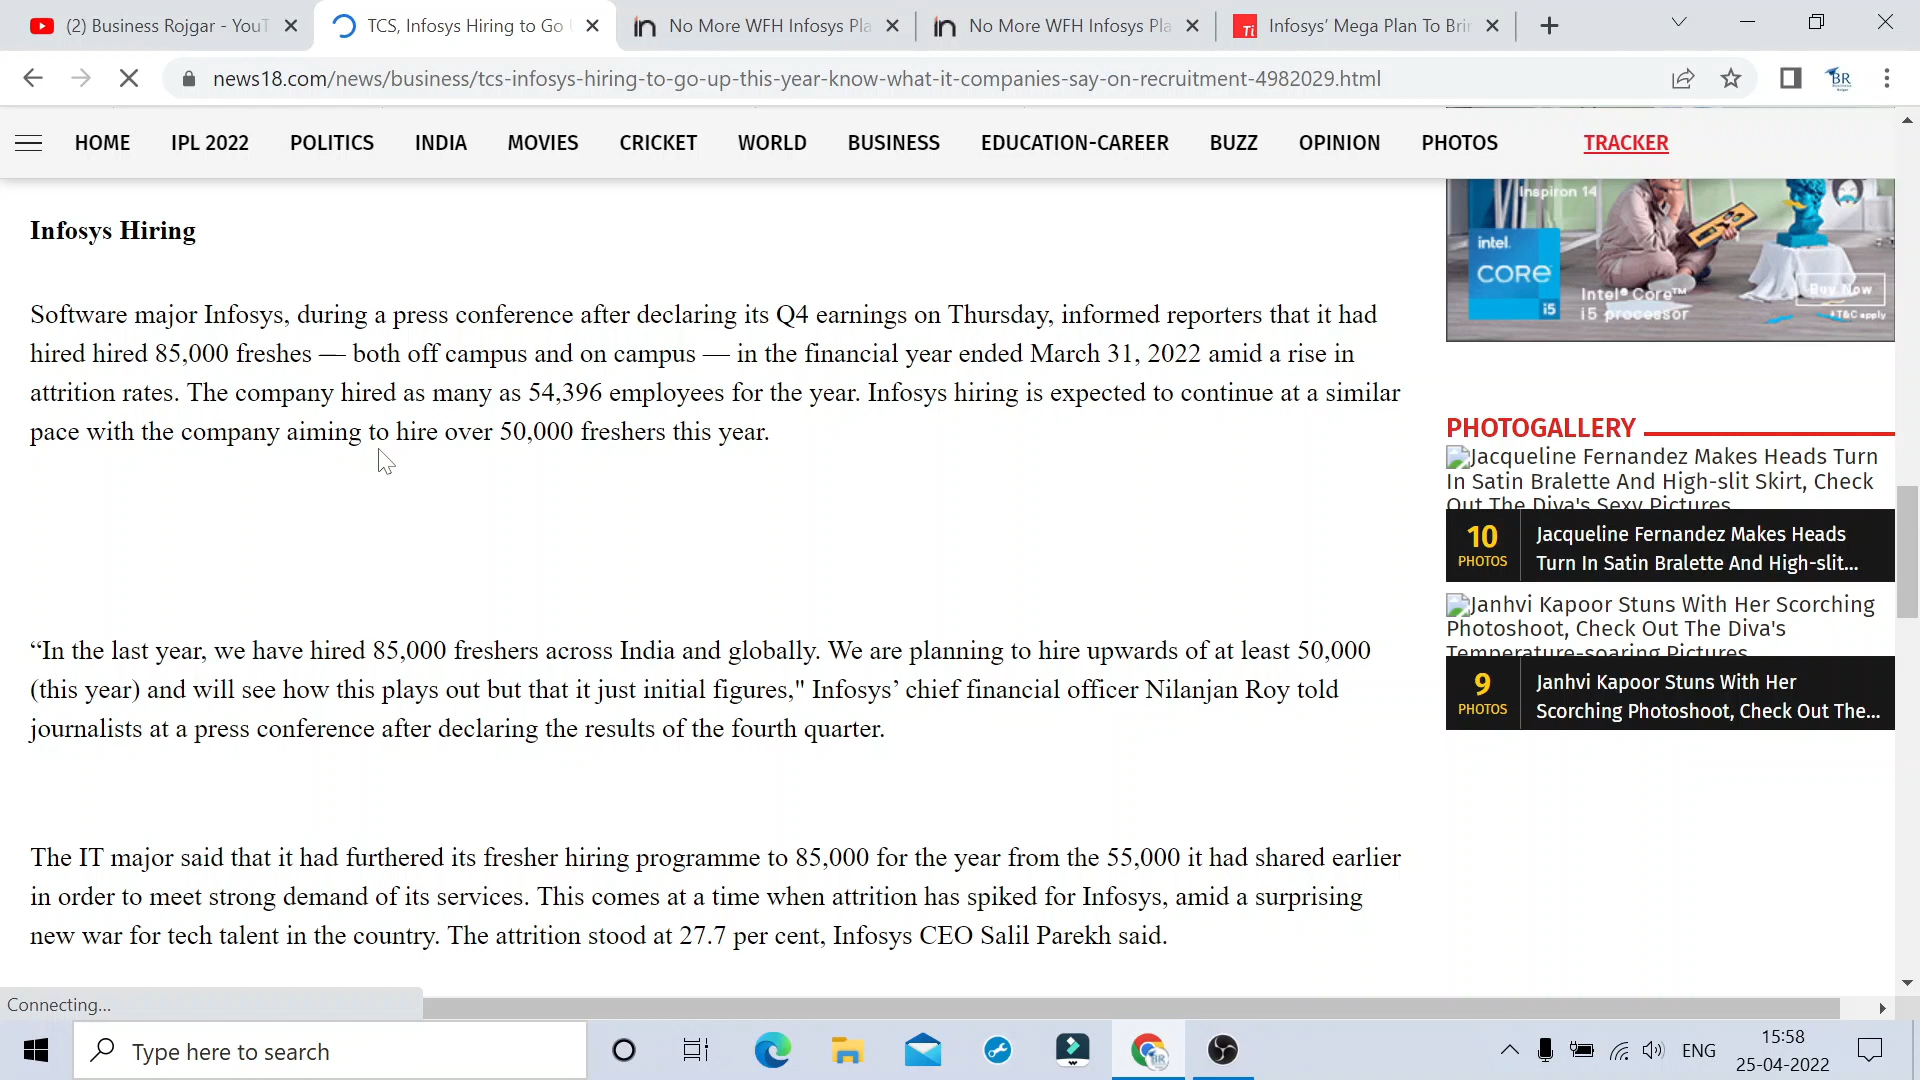 (2) Business Rojgar - YouT
TCS, Infosys Hiring to Go
No More WFH Infosys Pla
No More WFH Infosys Pla
Infosys’ Mega Plan To Brin
news18.com/news/business/tcs-infosys-hiring-to-go-up-this-year-know-what-it-companies-say-on-recruitment-4982029.html
BR
HOME IPL 2022 POLITICS INDIA MOVIES CRICKET WORLD BUSINESS EDUCATION-CAREER BUZZ OPINION PHOTOS TRACKER
Infosys Hiring
Software major Infosys, during a press conference after declaring its Q4 earnings on Thursday, informed reporters that it had
hired hired 85,000 freshes — both off campus and on campus — in the financial year ended March 31, 2022 amid a rise in
attrition rates. The company hired as many as 54,396 employees for the year. Infosys hiring is expected to continue at a similar
pace with the company aiming to hire over 50,000 freshers this year.
“In the last year, we have hired 85,000 freshers across India and globally. We are planning to hire upwards of at least 50,000
(this year) and will see how this plays out but that it just initial figures," Infosys’ chief financial officer Nilanjan Roy told
journalists at a press conference after declaring the results of the fourth quarter.
The IT major said that it had furthered its fresher hiring programme to 85,000 for the year from the 55,000 it had shared earlier
in order to meet strong demand of its services. This comes at a time when attrition has spiked for Infosys, amid a surprising
new war for tech talent in the country. The attrition stood at 27.7 per cent, Infosys CEO Salil Parekh said.
Inspiron 14
intel.
CORE
i5
Intel® Core™
i5 processor
Buy Now
*T&C apply
PHOTOGALLERY
Jacqueline Fernandez Makes Heads Turn
In Satin Bralette And High-slit Skirt, Check
Out The Diva's Sexy Pictures
10
PHOTOS
Jacqueline Fernandez Makes Heads
Turn In Satin Bralette And High-slit...
Janhvi Kapoor Stuns With Her Scorching
Photoshoot, Check Out The Diva's
Temperature-soaring Pictures
9
PHOTOS
Janhvi Kapoor Stuns With Her
Scorching Photoshoot, Check Out The...
Connecting...
Type here to search
ENG
15:58
25-04-2022